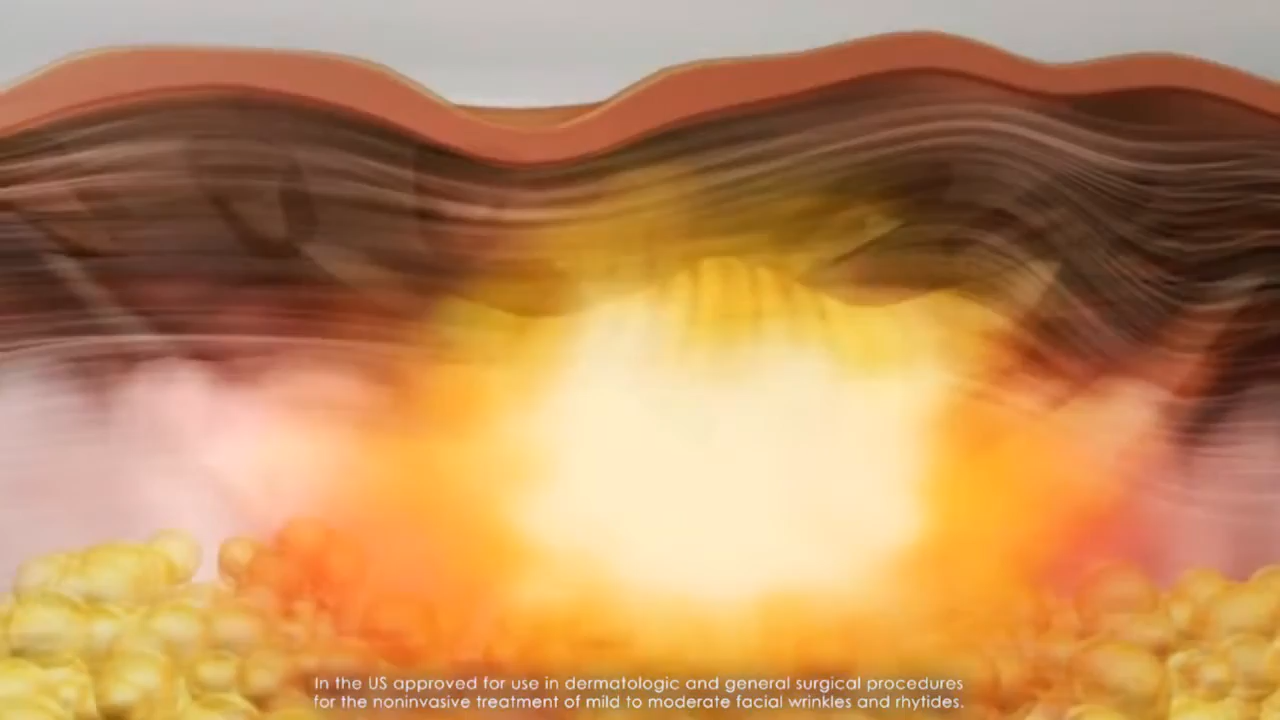 In the US approved for use in dermatologic and general surgical procedures
for the noninvasive treatment of mild to moderate facial wrinkles and rhytides.